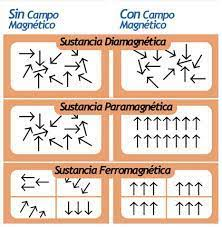 Sin Campo
Magnético
Con Campo
Magnético
Sustancia Diamagnética
Sustancia Paramagnética
Sustancia Ferromagnética